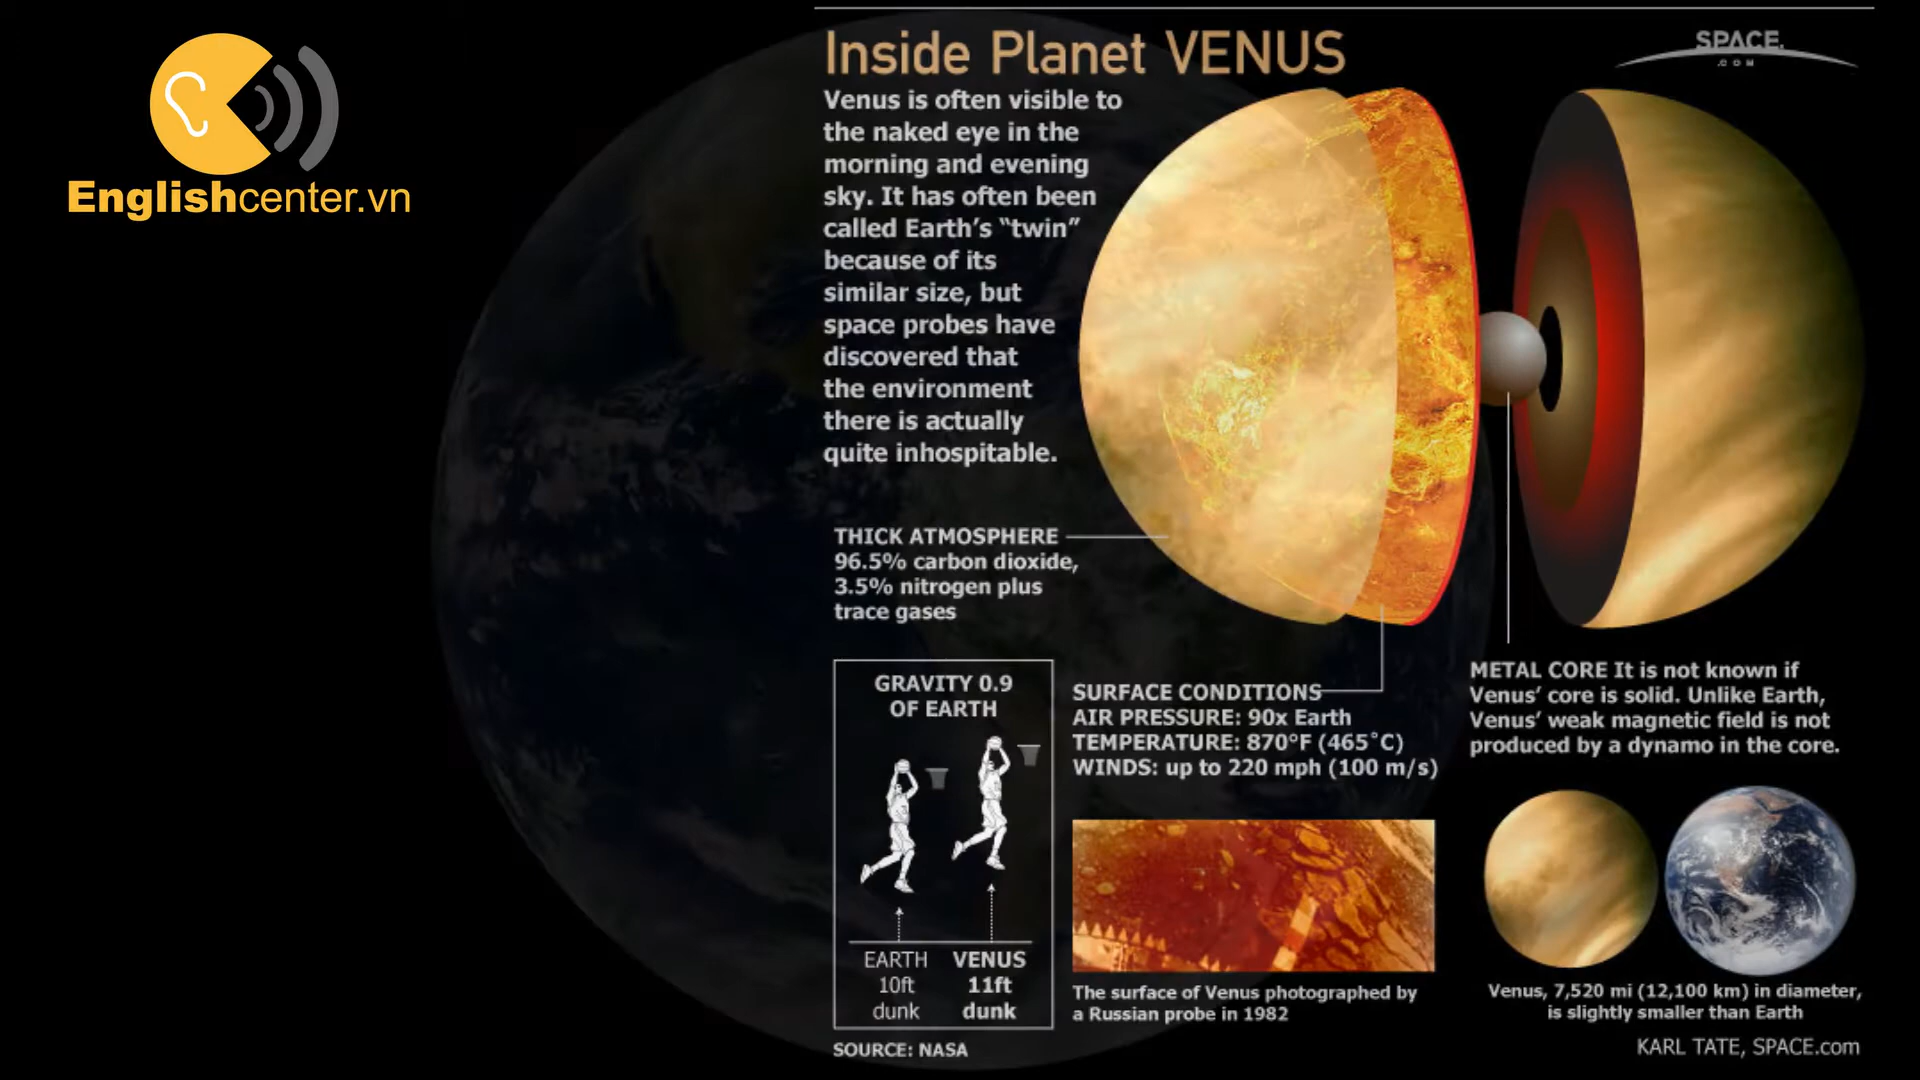 Englishcenter.vn
Inside Planet VENUS
SPACE.
.COM
Venus is often visible to
the naked eye in the
morning and evening
sky. It has often been
called Earth’s “twin”
because of its
similar size, but
space probes have
discovered that
the environment
there is actually
quite inhospitable.
THICK ATMOSPHERE
96.5% carbon dioxide,
3.5% nitrogen plus
trace gases
GRAVITY 0.9
OF EARTH
EARTH
10ft
dunk
VENUS
11ft
dunk
SOURCE: NASA
SURFACE CONDITIONS
AIR PRESSURE: 90x Earth
TEMPERATURE: 870°F (465°C)
WINDS: up to 220 mph (100 m/s)
The surface of Venus photographed by
a Russian probe in 1982
METAL CORE It is not known if
Venus’ core is solid. Unlike Earth,
Venus’ weak magnetic field is not
produced by a dynamo in the core.
Venus, 7,520 mi (12,100 km) in diameter,
is slightly smaller than Earth
KARL TATE, SPACE.com